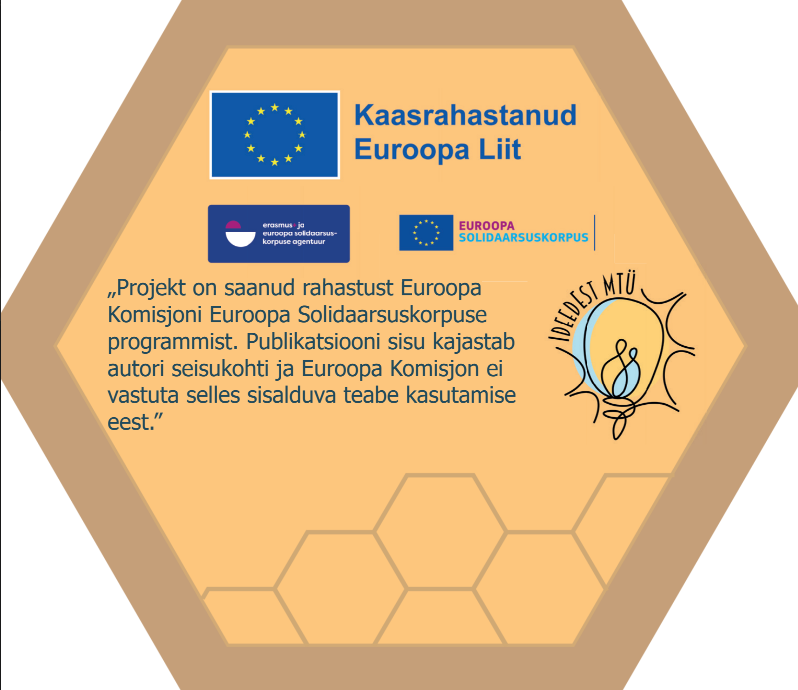 Kaasrahastanud
Euroopa Liit
erasmus+ ja
euroopa solidaarsus-
korpuse agentuur
EUROOPA
SOLIDAARSUSKORPUS
„Projekt on saanud rahastust Euroopa
Komisjoni Euroopa Solidaarsuskorpuse
programmist. Publikatsiooni sisu kajastab
autori seisukohti ja Euroopa Komisjon ei
vastuta selles sisalduva teabe kasutamise
eest.”
IDEEDEST MTÜ